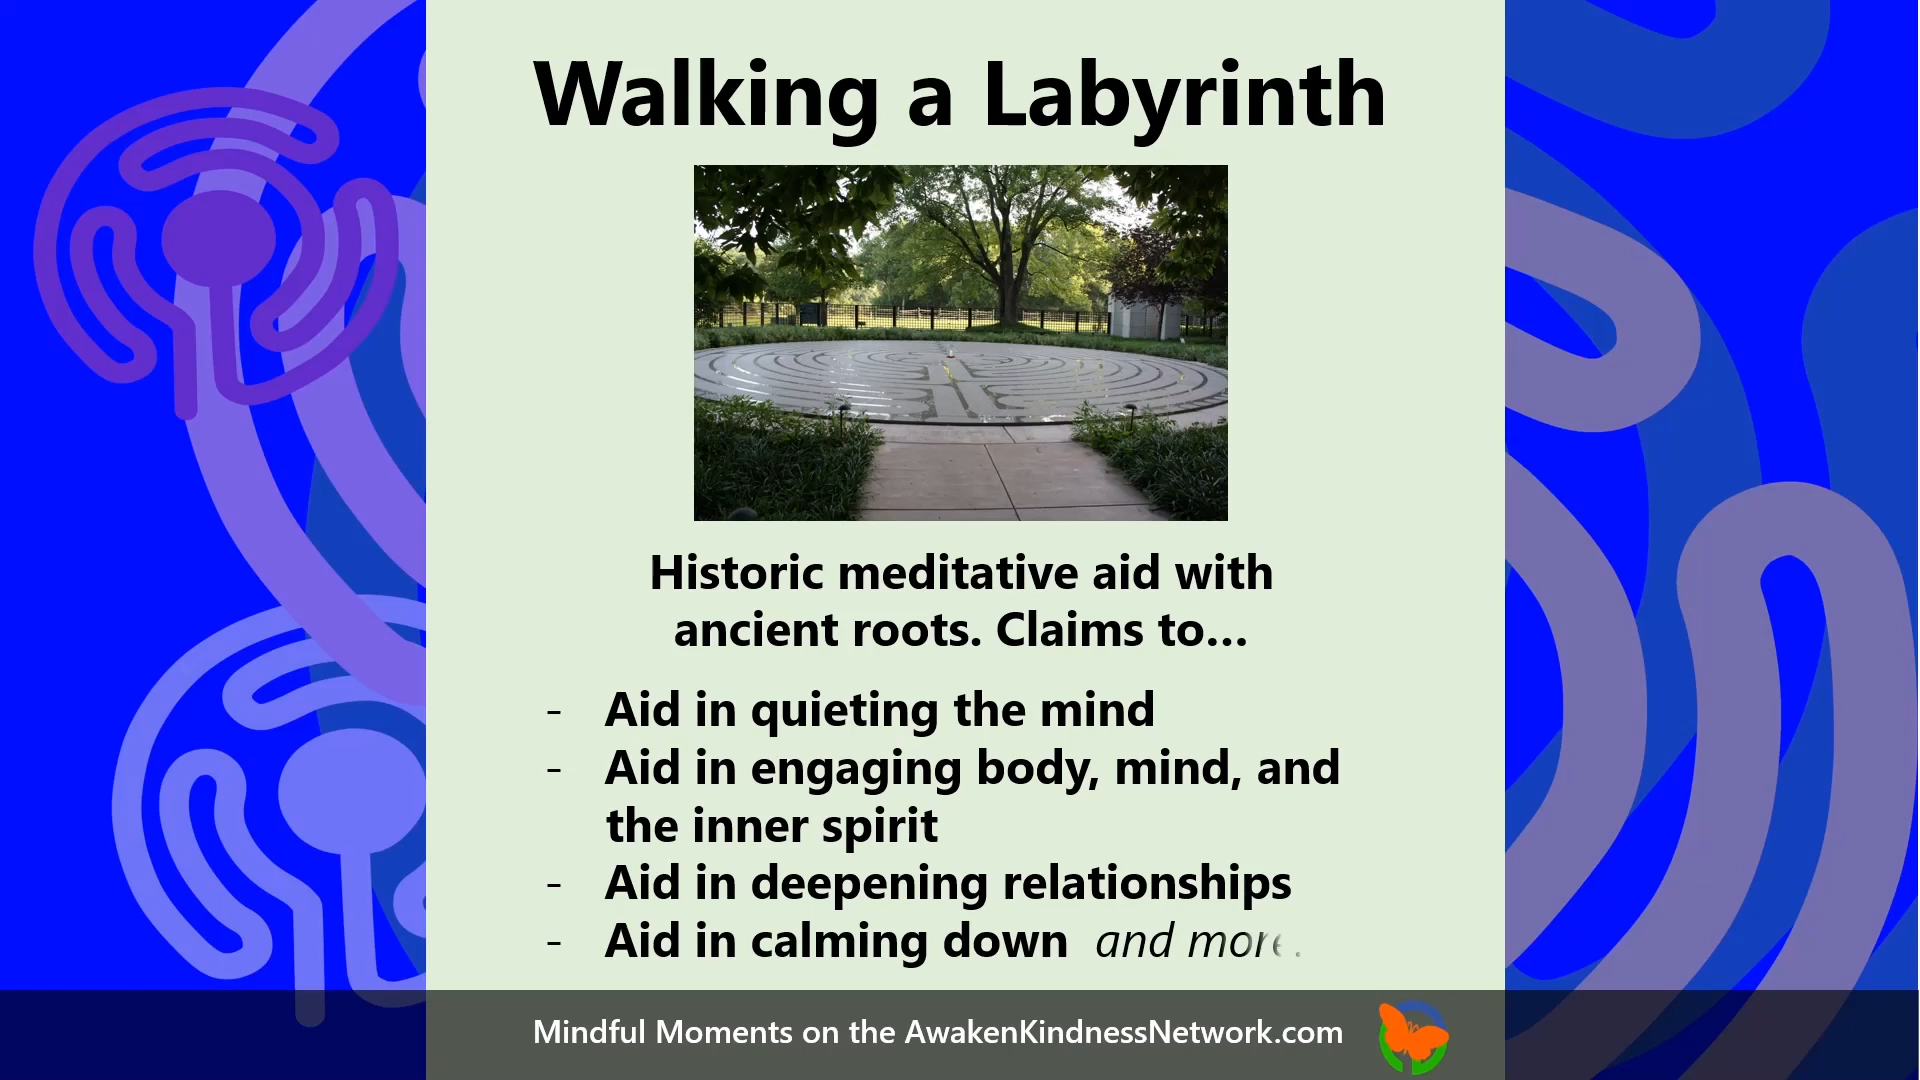 Walking a Labyrinth
Historic meditative aid with
ancient roots. Claims to...
- Aid in quieting the mind
- Aid in engaging body, mind, and
the inner spirit
- Aid in deepening relationships
- Aid in calming down and more.
Mindful Moments on the AwakenKindnessNetwork.com